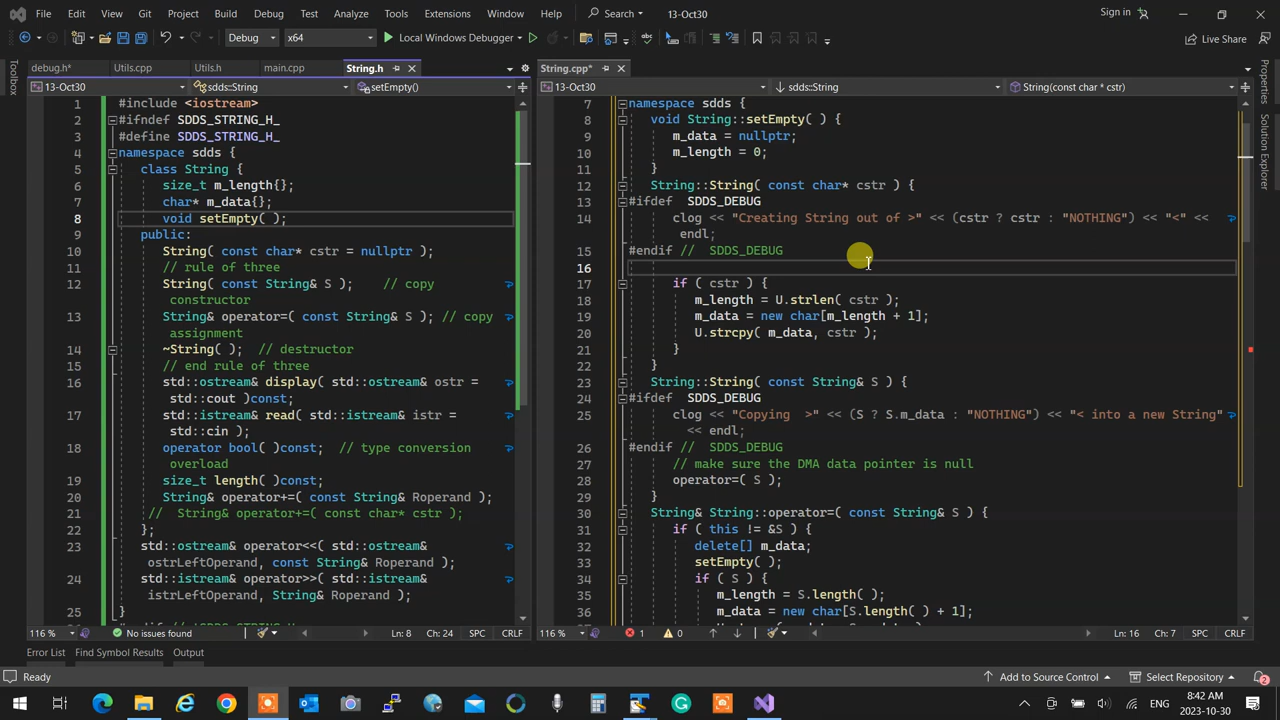 File Edit View Git Project Build Debug Test Analyze Tools Extensions Window Help Search 13-Oct30 Sign in
Debug x64 Local Windows Debugger Live Share
Toolbox
debug.h* Utils.cpp Utils.h main.cpp String.h
13-Oct30 sdds::String setEmpty()
1 #include <iostream>
2 #ifndef SDDS_STRING_H_
3 #define SDDS_STRING_H_
4 namespace sdds {
5 class String {
6 size_t m_length{};
7 char* m_data{};
8 void setEmpty( );
9 public:
10 String( const char* cstr = nullptr );
11 // rule of three
12 String( const String& S ); // copy
constructor
13 String& operator=( const String& S ); // copy
assignment
14 ~String( ); // destructor
15 // end rule of three
16 std::ostream& display( std::ostream& ostr =
std::cout )const;
17 std::istream& read( std::istream& istr =
std::cin );
18 operator bool( )const; // type conversion
overload
19 size_t length( )const;
20 String& operator+=( const String& Roperand );
21 // String& operator+=( const char* cstr );
22 };
23 std::ostream& operator<<( std::ostream&
ostrLeftOperand, const String& Roperand );
24 std::istream& operator>>( std::istream&
istrLeftOperand, String& Roperand );
25 }
116 % No issues found Ln: 8 Ch: 24 SPC CRLF
String.cpp*
13-Oct30 sdds::String String(const char * cstr)
7 namespace sdds {
8 void String::setEmpty( ) {
9 m_data = nullptr;
10 m_length = 0;
11 }
12 String::String( const char* cstr ) {
13 #ifdef SDDS_DEBUG
14 clog << "Creating String out of >" << (cstr ? cstr : "NOTHING") << "<" <<
endl;
15 #endif // SDDS_DEBUG
16
17 if ( cstr ) {
18 m_length = U.strlen( cstr );
19 m_data = new char[m_length + 1];
20 U.strcpy( m_data, cstr );
21 }
22 }
23 String::String( const String& S ) {
24 #ifdef SDDS_DEBUG
25 clog << "Copying >" << (S ? S.m_data : "NOTHING") << "< into a new String"
<< endl;
26 #endif // SDDS_DEBUG
27 // make sure the DMA data pointer is null
28 operator=( S );
29 }
30 String& String::operator=( const String& S ) {
31 if ( this != &S ) {
32 delete[] m_data;
33 setEmpty( );
34 if ( S ) {
35 m_length = S.length( );
36 m_data = new char[S.length( ) + 1];
116 % 1 0 Ln: 16 Ch: 7 SPC CRLF
Properties
Solution Explorer
Error List Find Symbol Results Output
Ready Add to Source Control Select Repository 2
ENG 8:42 AM
2023-10-30